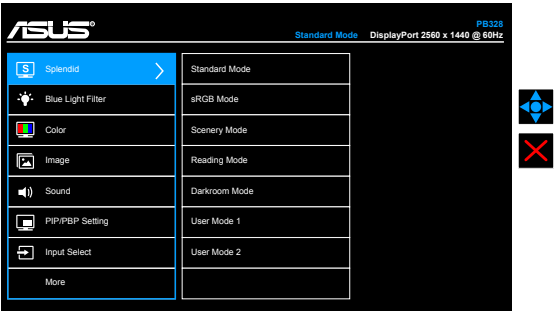 ASUS
PB328
Standard Mode DisplayPort 2560 x 1440 @ 60Hz
S Splendid
Blue Light Filter
Color
Image
Sound
PIP/PBP Setting
Input Select
More
Standard Mode
sRGB Mode
Scenery Mode
Reading Mode
Darkroom Mode
User Mode 1
User Mode 2